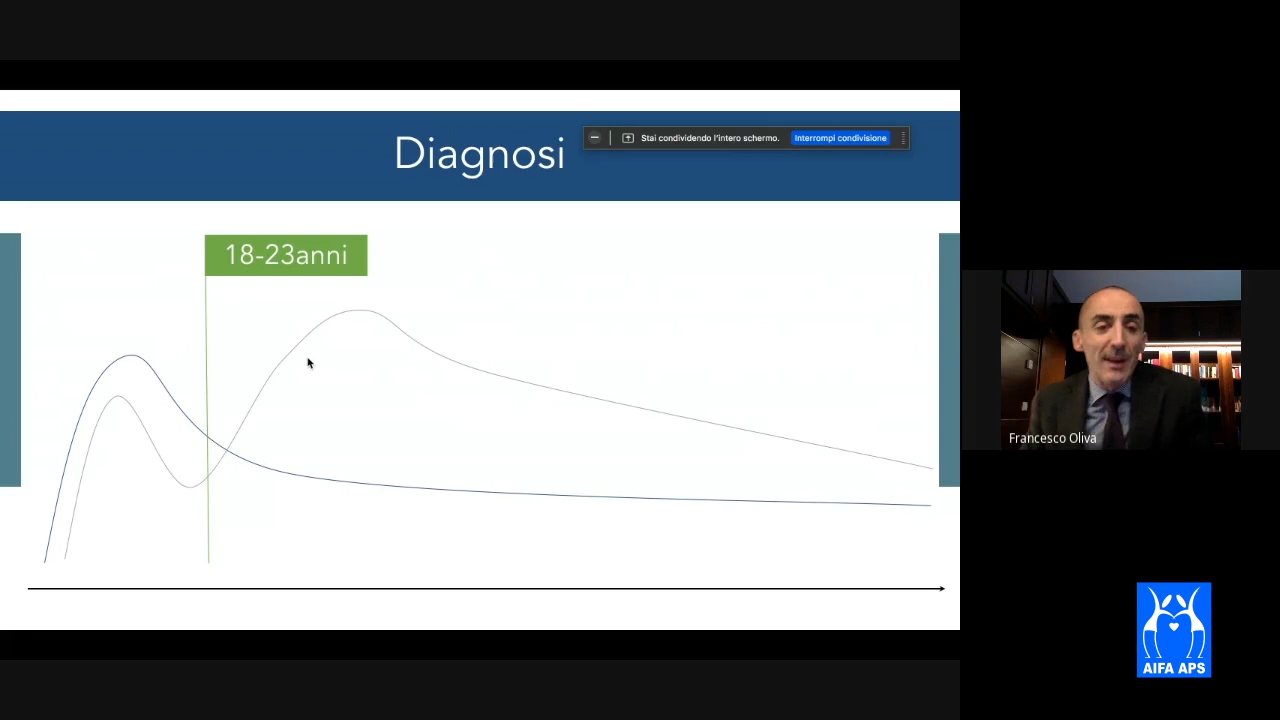 Diagnosi
Stai condividendo l'intero schermo. Interrompi condivisione
18-23anni
Francesco Oliva
AIFA APS